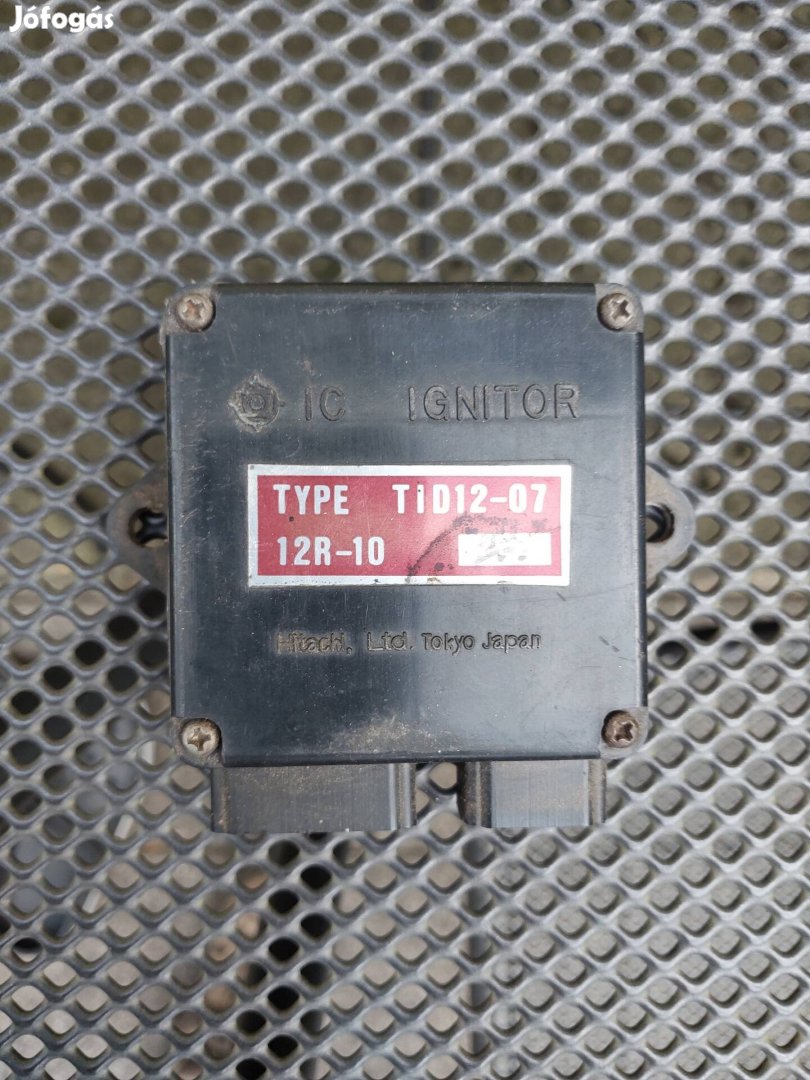 Jófogás
IC IGNITOR
TYPE TID12-07
12R-10
Hitachi, Ltd. Tokyo Japan